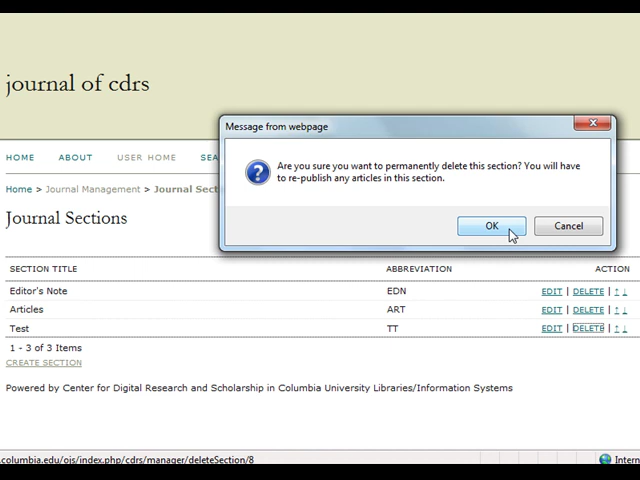 journal of cdrs
Message from webpage
Are you sure you want to permanently delete this section? You will have
to re-publish any articles in this section.
OK Cancel
HOME ABOUT USER HOME SEA
Home > Journal Management > Journal Secti
Journal Sections
SECTION TITLE ABBREVIATION ACTION
Editor's Note EDN EDIT | DELETE | ↑ ↓
Articles ART EDIT | DELETE | ↑ ↓
Test TT EDIT | DELETE | ↑ ↓
1 - 3 of 3 Items
CREATE SECTION
Powered by Center for Digital Research and Scholarship in Columbia University Libraries/Information Systems
.columbia.edu/ojs/index.php/cdrs/manager/deleteSection/8 Intern